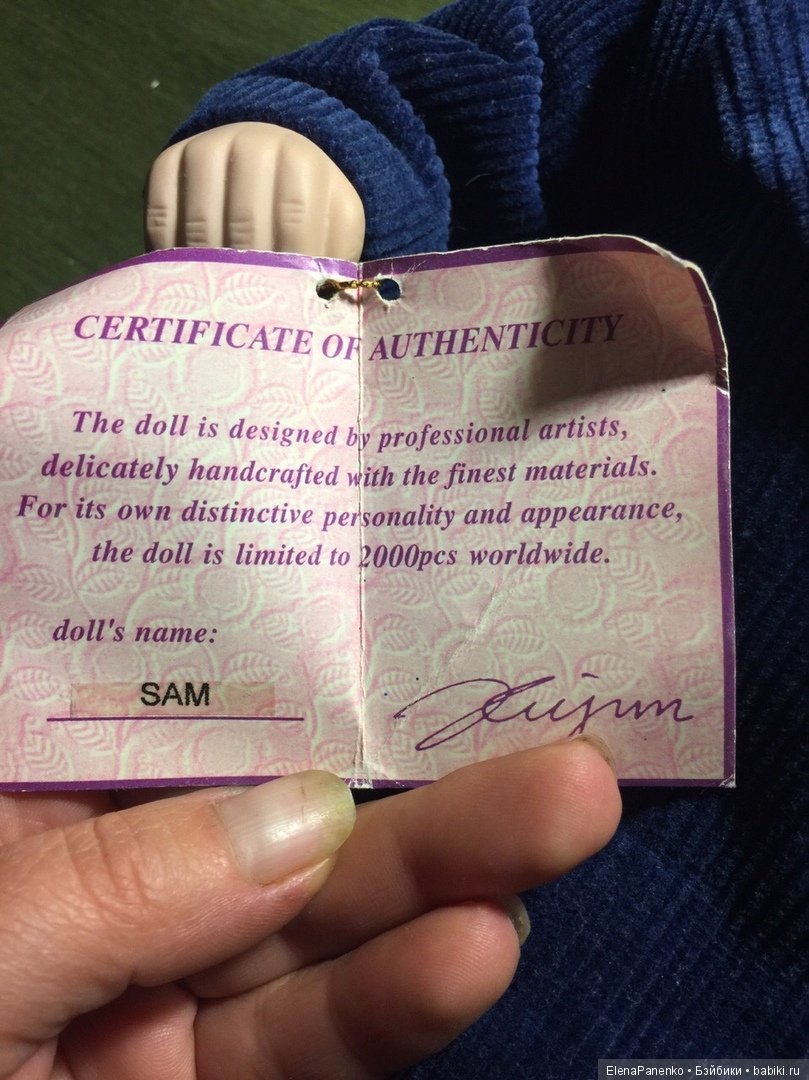 CERTIFICATE OF AUTHENTICITY
The doll is designed by professional artists,
delicately handcrafted with the finest materials.
For its own distinctive personality and appearance,
the doll is limited to 2000pcs worldwide.
doll's name:
SAM
ElenaPanenko • Бэйбики • babiki.ru